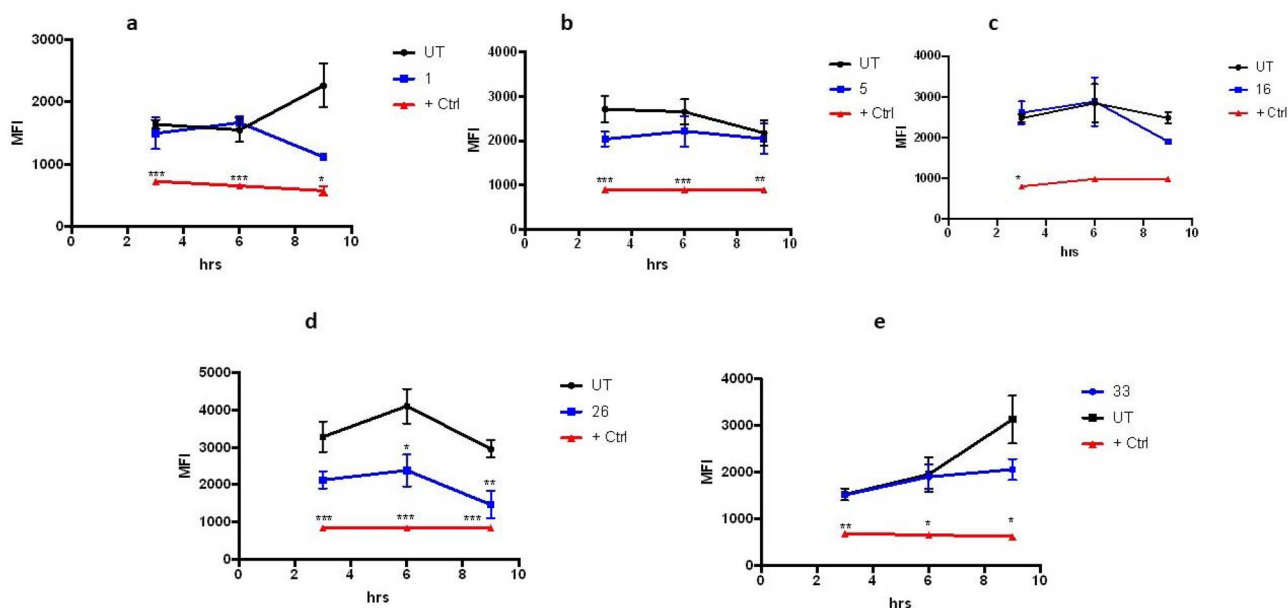 a
3000
2000
1000
0
MFI
*** *** *
0 2 4 6 8 10
hrs
UT
1
+ Ctrl
b
4000
3000
2000
1000
0
MFI
*** *** **
0 2 4 6 8 10
hrs
UT
5
+ Ctrl
c
4000
3000
2000
1000
0
MFI
*
0 2 4 6 8 10
hrs
UT
16
+ Ctrl
d
5000
4000
3000
2000
1000
0
MFI
*
**
*** *** ***
0 2 4 6 8 10
hrs
UT
26
+ Ctrl
e
4000
3000
2000
1000
0
MFI
** * *
0 2 4 6 8 10
hrs
33
UT
+ Ctrl